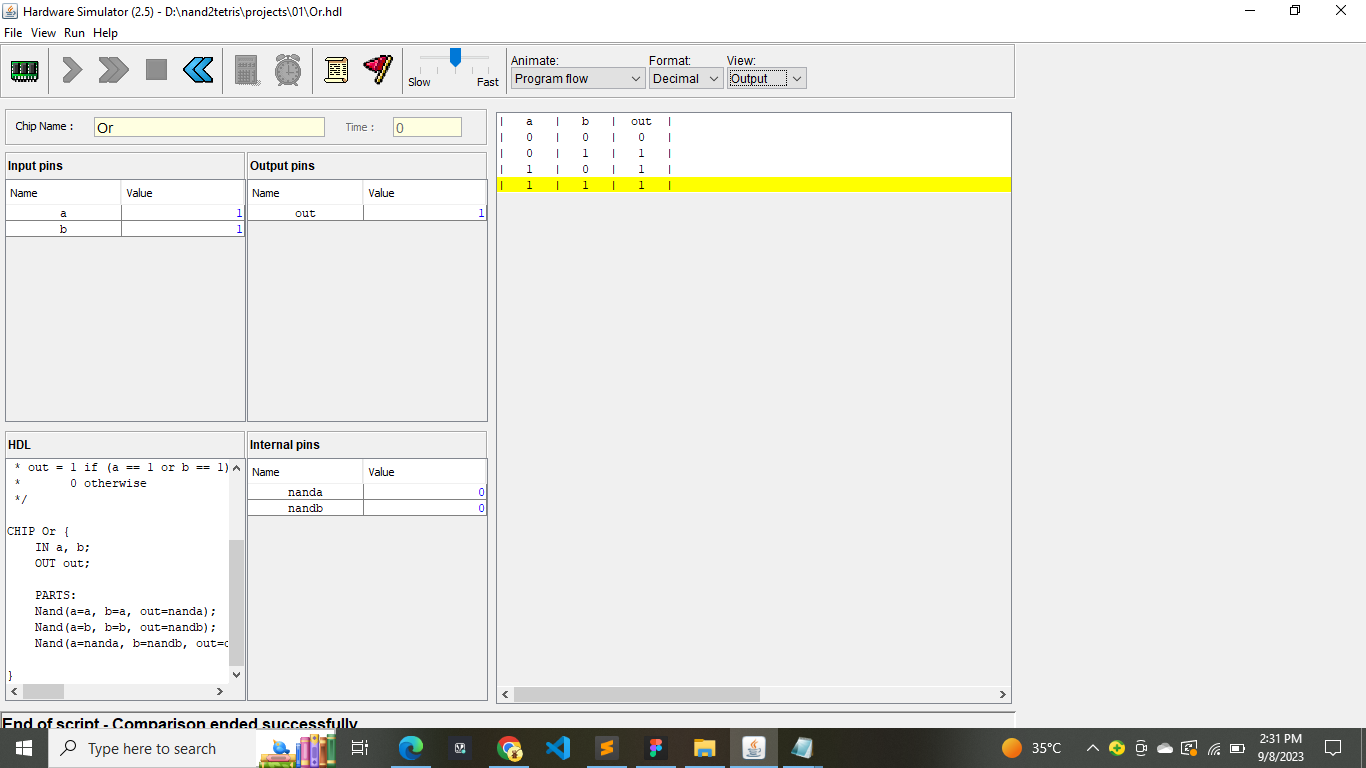 Hardware Simulator (2.5) - D:\nand2tetris\projects\01\Or.hdl
File View Run Help
Slow Fast
Animate: Format: View:
Program flow Decimal Output
Chip Name : Or Time : 0
Input pins
Name Value
a 1
b 1
Output pins
Name Value
out 1
| a | b | out |
| 0 | 0 | 0 |
| 0 | 1 | 1 |
| 1 | 0 | 1 |
| 1 | 1 | 1 |
HDL
* out = 1 if (a == 1 or b == 1)
* 0 otherwise
*/
CHIP Or {
IN a, b;
OUT out;
PARTS:
Nand(a=a, b=a, out=nanda);
Nand(a=b, b=b, out=nandb);
Nand(a=nanda, b=nandb, out=
}
Internal pins
Name Value
nanda 0
nandb 0
End of script - Comparison ended successfully
Type here to search
35°C
2:31 PM
9/8/2023